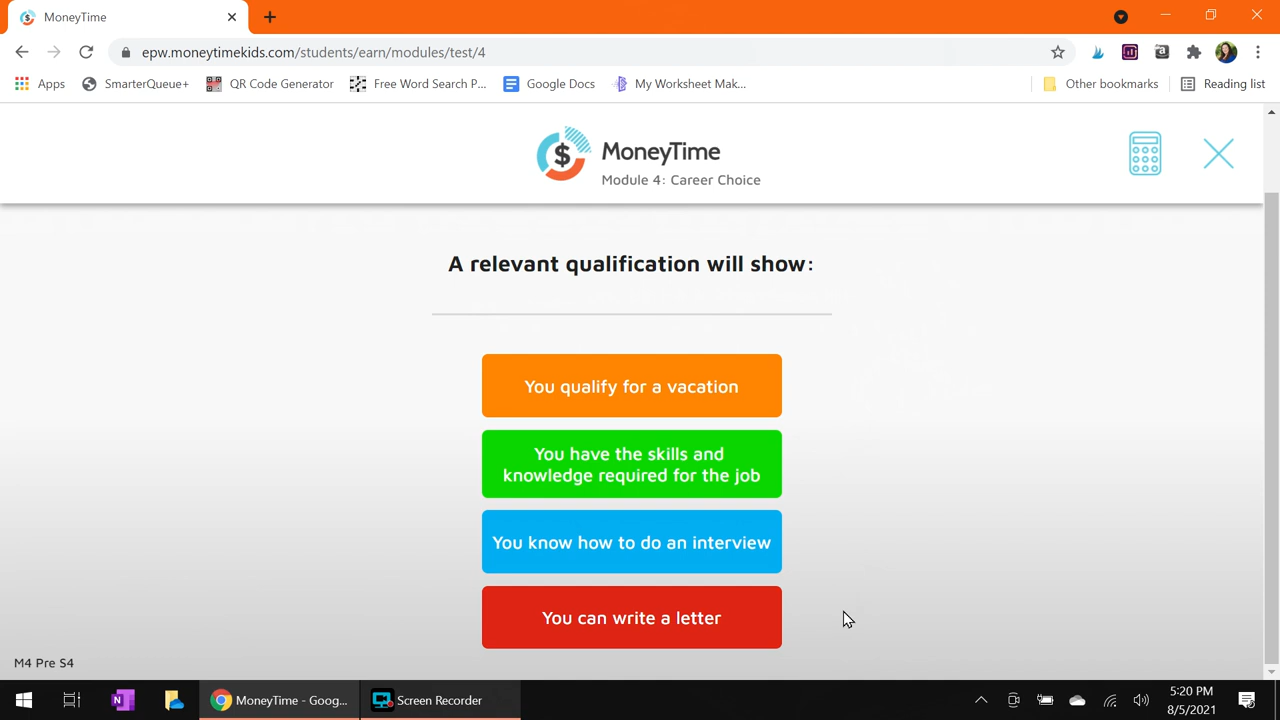 MoneyTime
epw.moneytimekids.com/students/earn/modules/test/4
Apps
SmarterQueue+
QR Code Generator
Free Word Search P...
Google Docs
My Worksheet Mak...
Other bookmarks
Reading list
$
MoneyTime
Module 4: Career Choice
A relevant qualification will show:
You qualify for a vacation
You have the skills and
knowledge required for the job
You know how to do an interview
You can write a letter
M4 Pre S4
MoneyTime - Goog...
Screen Recorder
5:20 PM
8/5/2021